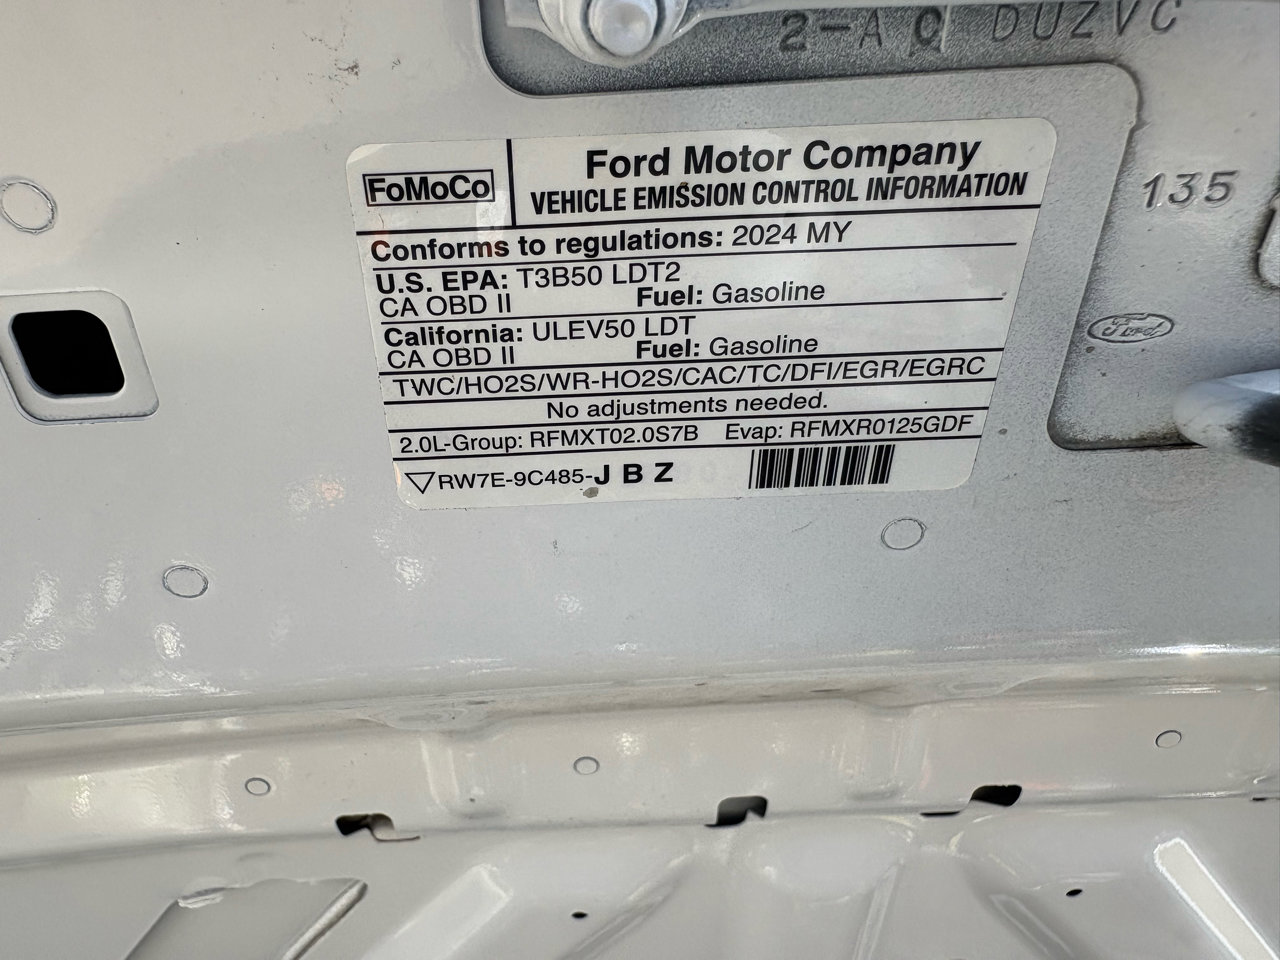 2-AC DUZVC
FoMoCo
Ford Motor Company
VEHICLE EMISSION CONTROL INFORMATION
Conforms to regulations: 2024 MY
U.S. EPA: T3B50 LDT2
CA OBD II Fuel: Gasoline
California: ULEV50 LDT
CA OBD II Fuel: Gasoline
TWC/HO2S/WR-HO2S/CAC/TC/DFI/EGR/EGRC
No adjustments needed.
2.0L-Group: RFMXT02.0S7B Evap: RFMXR0125GDF
RW7E-9C485-JBZ
135
Ford